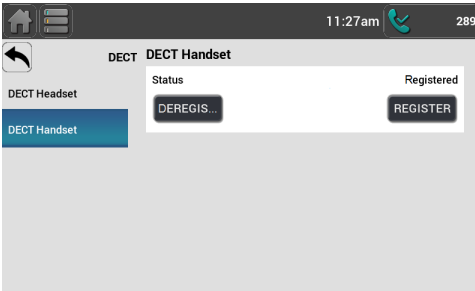 11:27am 289
DECT DECT Handset
Status Registered
DECT Headset
DEREGIS... REGISTER
DECT Handset